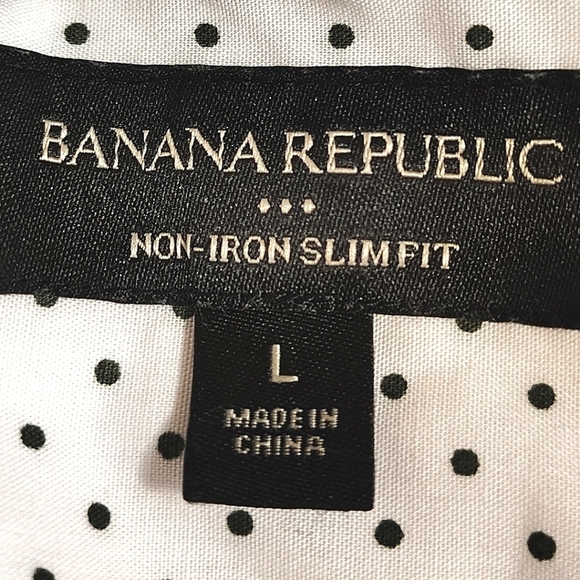 BANANA REPUBLIC
NON-IRON SLIM FIT
L
MADE IN
CHINA